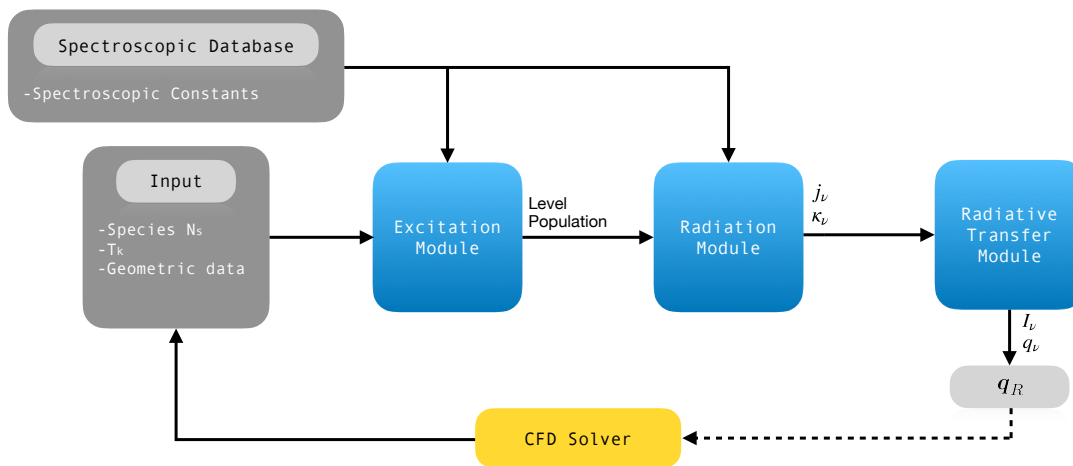 Spectroscopic Database
-Spectroscopic Constants
Input
-Species Ns
-Tk
-Geometric data
Excitation
Module
Level
Population
Radiation Module
jν
κν
Radiative
Transfer
Module
Iν
qν
qR
CFD Solver